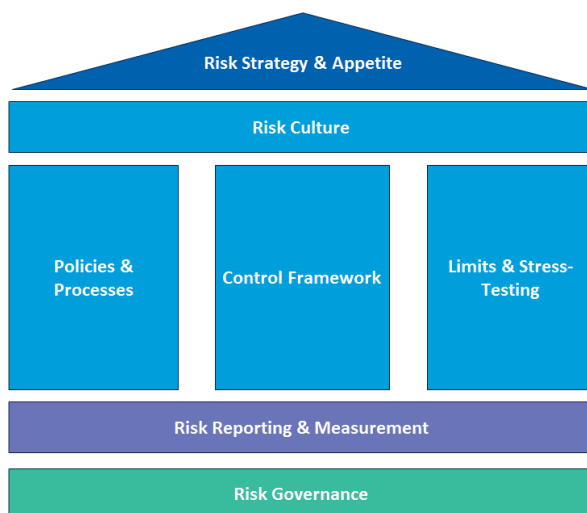 Risk Strategy & Appetite
Risk Culture
Policies &
Processes
Control Framework
Limits & Stress-
Testing
Risk Reporting & Measurement
Risk Governance